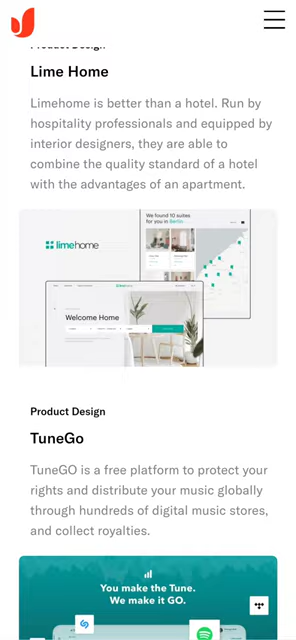 Product Design
Lime Home
Limehome is better than a hotel. Run by
hospitality professionals and equipped by
interior designers, they are able to
combine the quality standard of a hotel
with the advantages of an apartment.
We found 10 suites
for you in Berlin
limehome
Welcome Home
Product Design
TuneGo
TuneGO is a free platform to protect your
rights and distribute your music globally
through hundreds of digital music stores,
and collect royalties.
You make the Tune.
We make it GO.